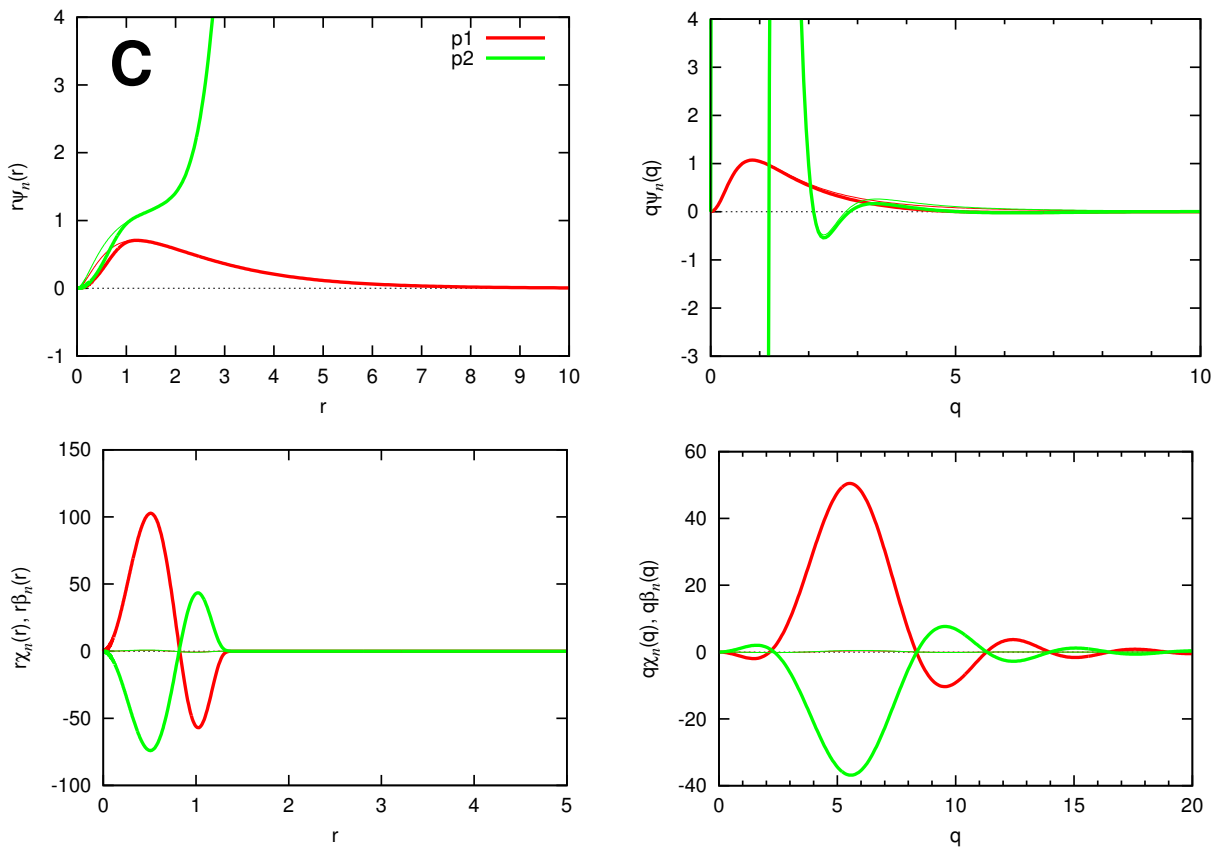 4
3
2
1
0
-1
0 1 2 3 4 5 6 7 8 9 10
r
rψn(r)
C
p1
p2
4
3
2
1
0
-1
-2
-3
0 5 10
q
qψn(q)
150
100
50
0
-50
-100
0 1 2 3 4 5
r
rχn(r), rβn(r)
60
40
20
0
-20
-40
0 5 10 15 20
q
qχn(q), qβn(q)